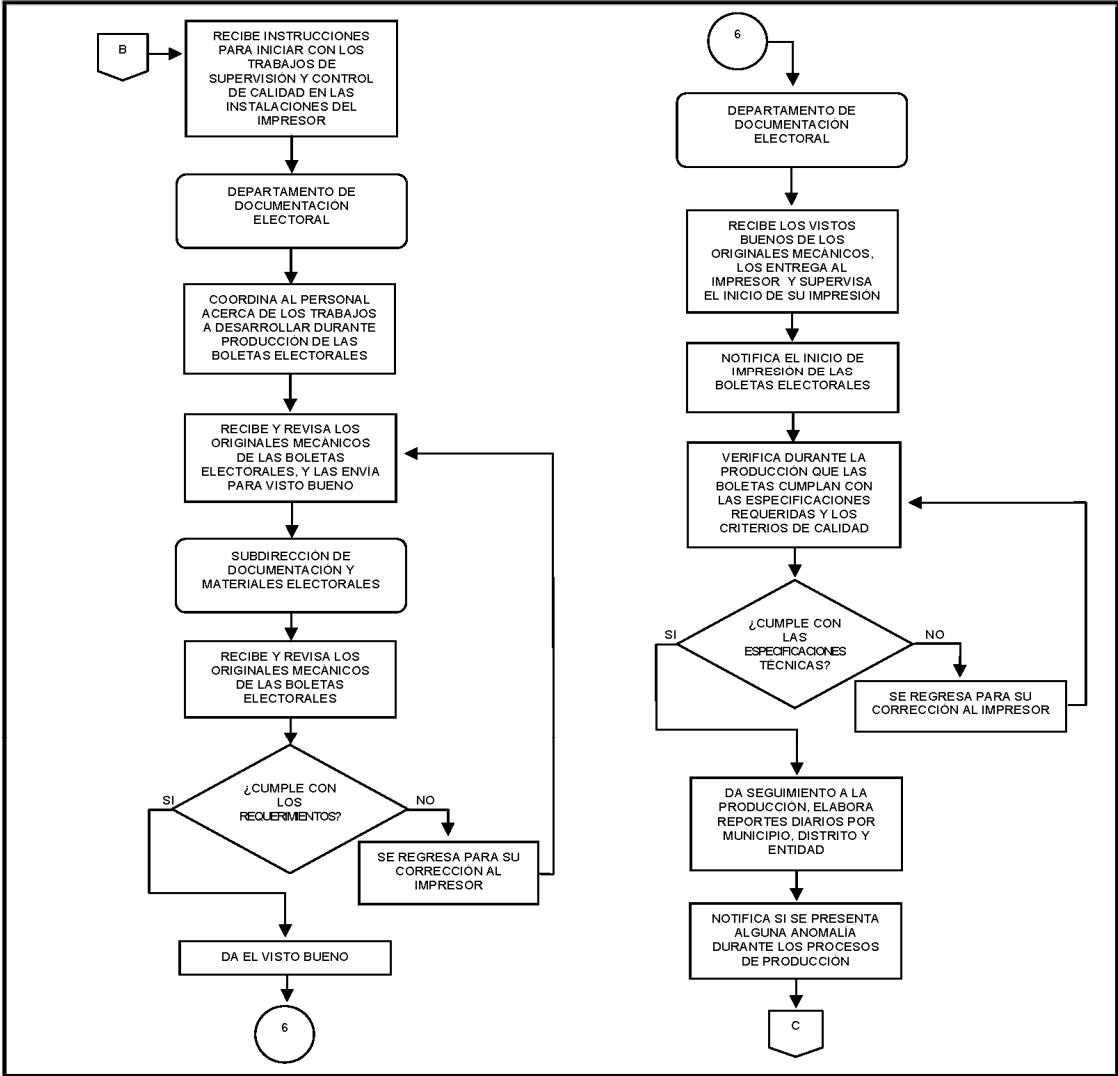 B
RECIBE INSTRUCCIONES
PARA INICIAR CON LOS
TRABAJOS DE
SUPERVISIÓN Y CONTROL
DE CALIDAD EN LAS
INSTALACIONES DEL
IMPRESOR
DEPARTAMENTO DE
DOCUMENTACIÓN
ELECTORAL
COORDINA AL PERSONAL
ACERCA DE LOS TRABAJOS
A DESARROLLAR DURANTE
PRODUCCIÓN DE LAS
BOLETAS ELECTORALES
RECIBE Y REVISA LOS
ORIGINALES MECÁNICOS
DE LAS BOLETAS
ELECTORALES, Y LAS ENVÍA
PARA VISTO BUENO
SUBDIRECCIÓN DE
DOCUMENTACIÓN Y
MATERIALES ELECTORALES
RECIBE Y REVISA LOS
ORIGINALES MECÁNICOS
DE LAS BOLETAS
ELECTORALES
¿CUMPLE CON
LOS
REQUERIMIENTOS?
SI
NO
SE REGRESA PARA SU
CORRECCIÓN AL
IMPRESOR
DA EL VISTO BUENO
6
6
DEPARTAMENTO DE
DOCUMENTACIÓN
ELECTORAL
RECIBE LOS VISTOS
BUENOS DE LOS
ORIGINALES MECÁNICOS,
LOS ENTREGA AL
IMPRESOR Y SUPERVISA
EL INICIO DE SU IMPRESIÓN
NOTIFICA EL INICIO DE
IMPRESIÓN DE LAS
BOLETAS ELECTORALES
VERIFICA DURANTE LA
PRODUCCIÓN QUE LAS
BOLETAS CUMPLAN CON
LAS ESPECIFICACIONES
REQUERIDAS Y LOS
CRITERIOS DE CALIDAD
¿CUMPLE CON
LAS
ESPECIFICACIONES
TÉCNICAS?
SI
NO
SE REGRESA PARA SU
CORRECCIÓN AL IMPRESOR
DA SEGUIMIENTO A LA
PRODUCCIÓN, ELABORA
REPORTES DIARIOS POR
MUNICIPIO, DISTRITO Y
ENTIDAD
NOTIFICA SI SE PRESENTA
ALGUNA ANOMALÍA
DURANTE LOS PROCESOS
DE PRODUCCIÓN
C